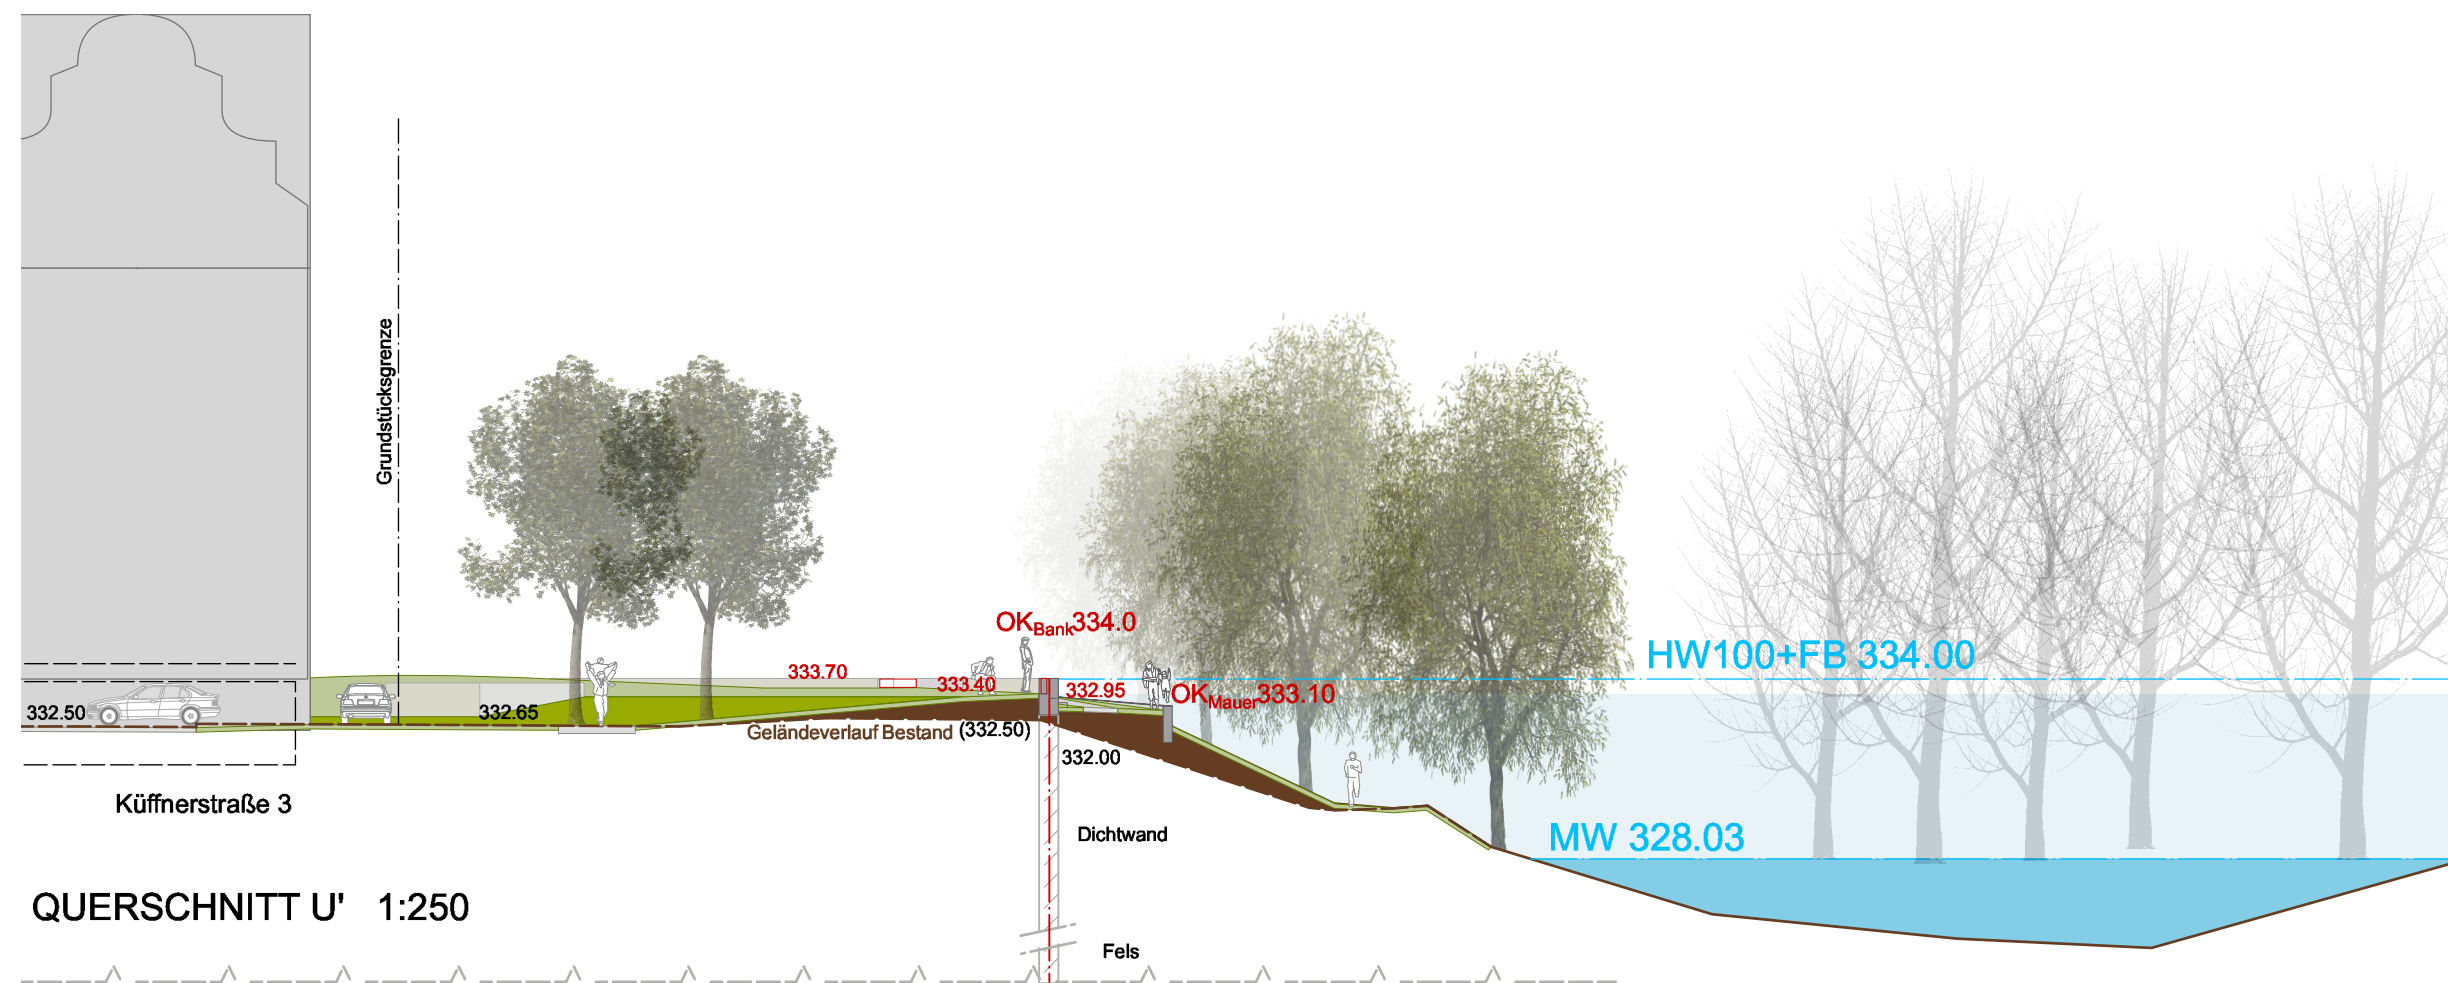 Grundstücksgrenze
OKBank334.0
HW100+FB 334.00
333.70
333.40
332.95
OKMauer333.10
332.50
332.65
Geländeverlauf Bestand (332.50)
332.00
Küffnerstraße 3
Dichtwand
MW 328.03
QUERSCHNITT U' 1:250
Fels